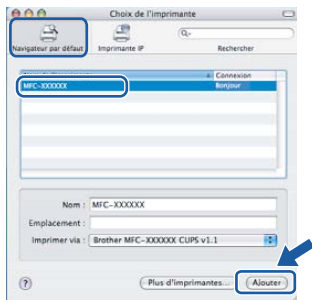 Choix de l'imprimante
Q-
Navigateur par défaut Imprimante IP Rechercher
Connexion
MFC-XXXXXX Bonjour
Nom : MFC-XXXXXX
Emplacement :
Imprimer via : Brother MFC-XXXXXX CUPS v1.1
? Plus d'imprimantes... Ajouter